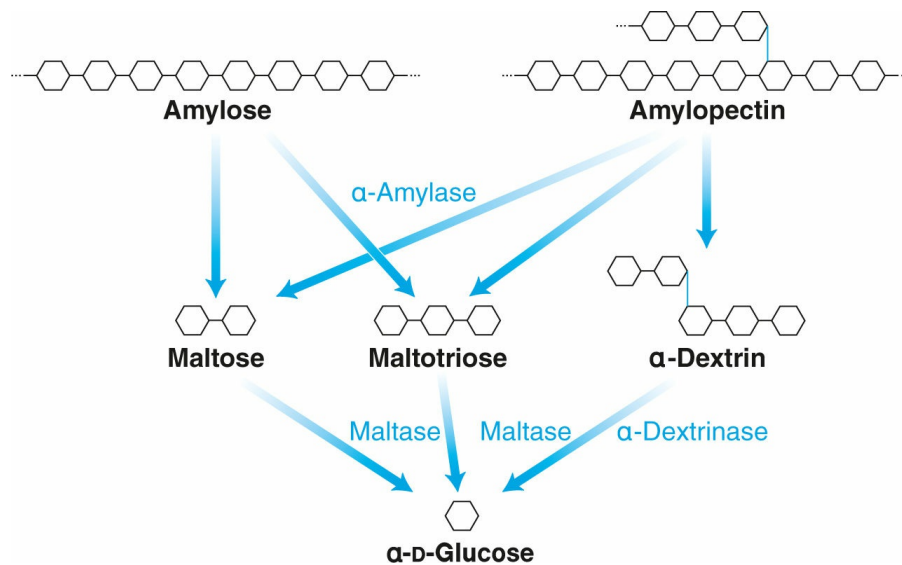 Amylose
Amylopectin
α-Amylase
Maltose
Maltotriose
α-Dextrin
Maltase
Maltase
α-Dextrinase
α-D-Glucose